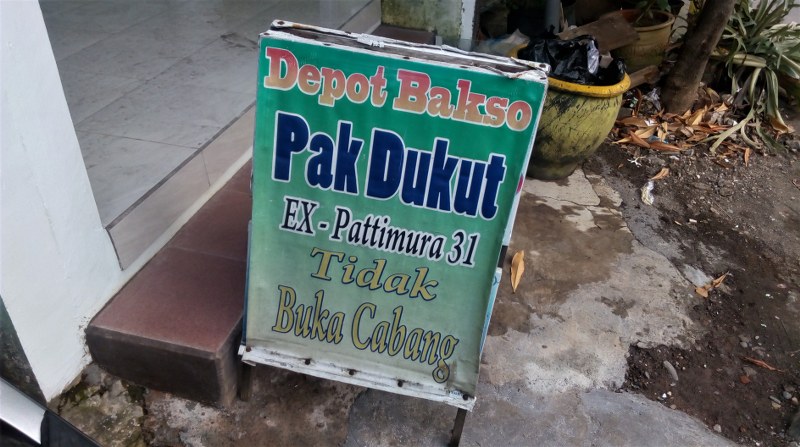 Depot Bakso
Pak Dukut
EX - Pattimura 31
Tidak
Buka Cabang